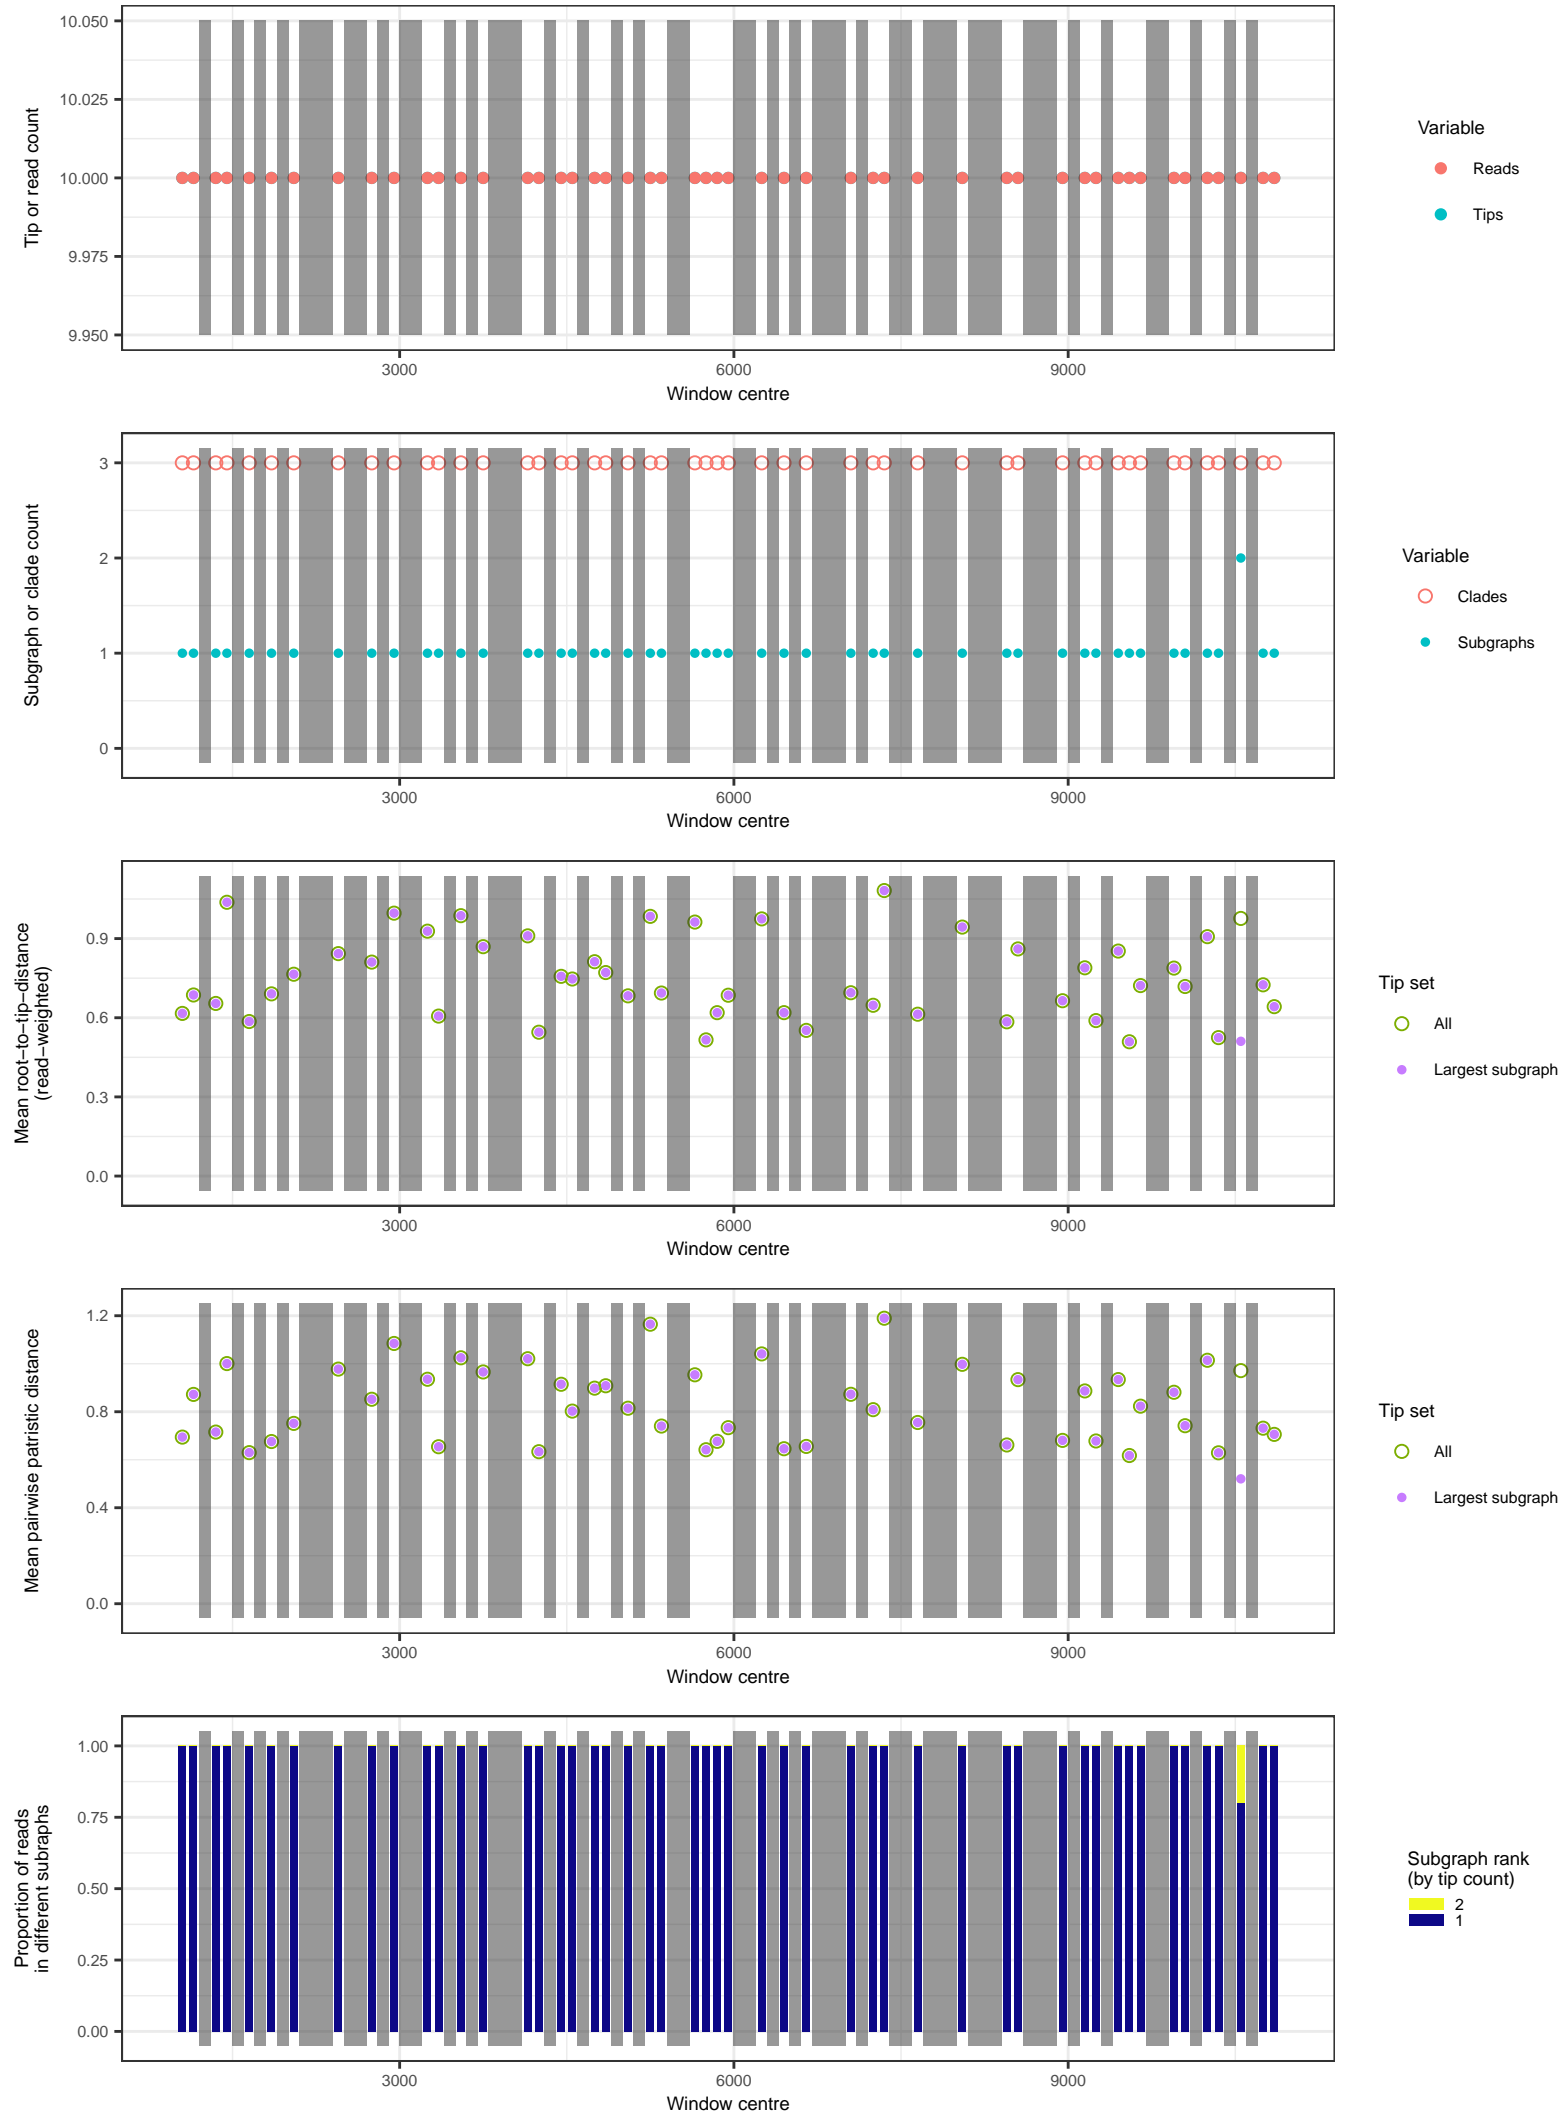 10.050
10.025
10.000
9.975
9.950
Tip or read count
3000
6000
9000
Window centre
Variable
Reads
Tips
3
2
1
0
Subgraph or clade count
3000
6000
9000
Window centre
Variable
Clades
Subgraphs
0.9
0.6
0.3
0.0
Mean root−to−tip−distance
(read−weighted)
3000
6000
9000
Window centre
Tip set
All
Largest subgraph
1.2
0.8
0.4
0.0
Mean pairwise patristic distance
3000
6000
9000
Window centre
Tip set
All
Largest subgraph
1.00
0.75
0.50
0.25
0.00
Proportion of reads
in different subraphs
3000
6000
9000
Window centre
Subgraph rank
(by tip count)
2
1